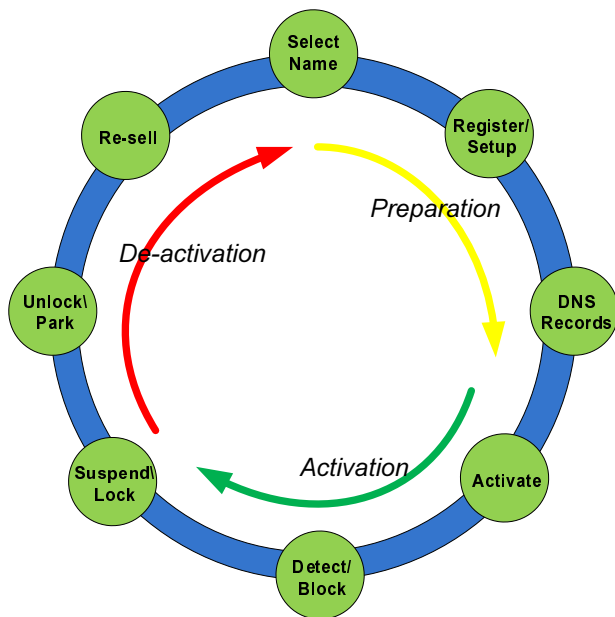 Select
Name
Register/
Setup
Re-sell
Preparation
De-activation
Unlock\
Park
DNS
Records
Suspend\
Lock
Activation
Activate
Detect/
Block